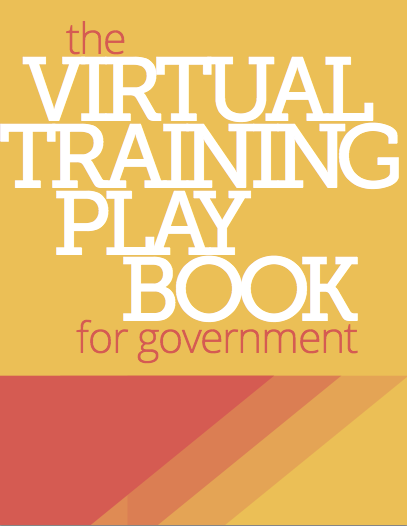 the
VIRTUAL
TRAINING
PLAY
BOOK
for government